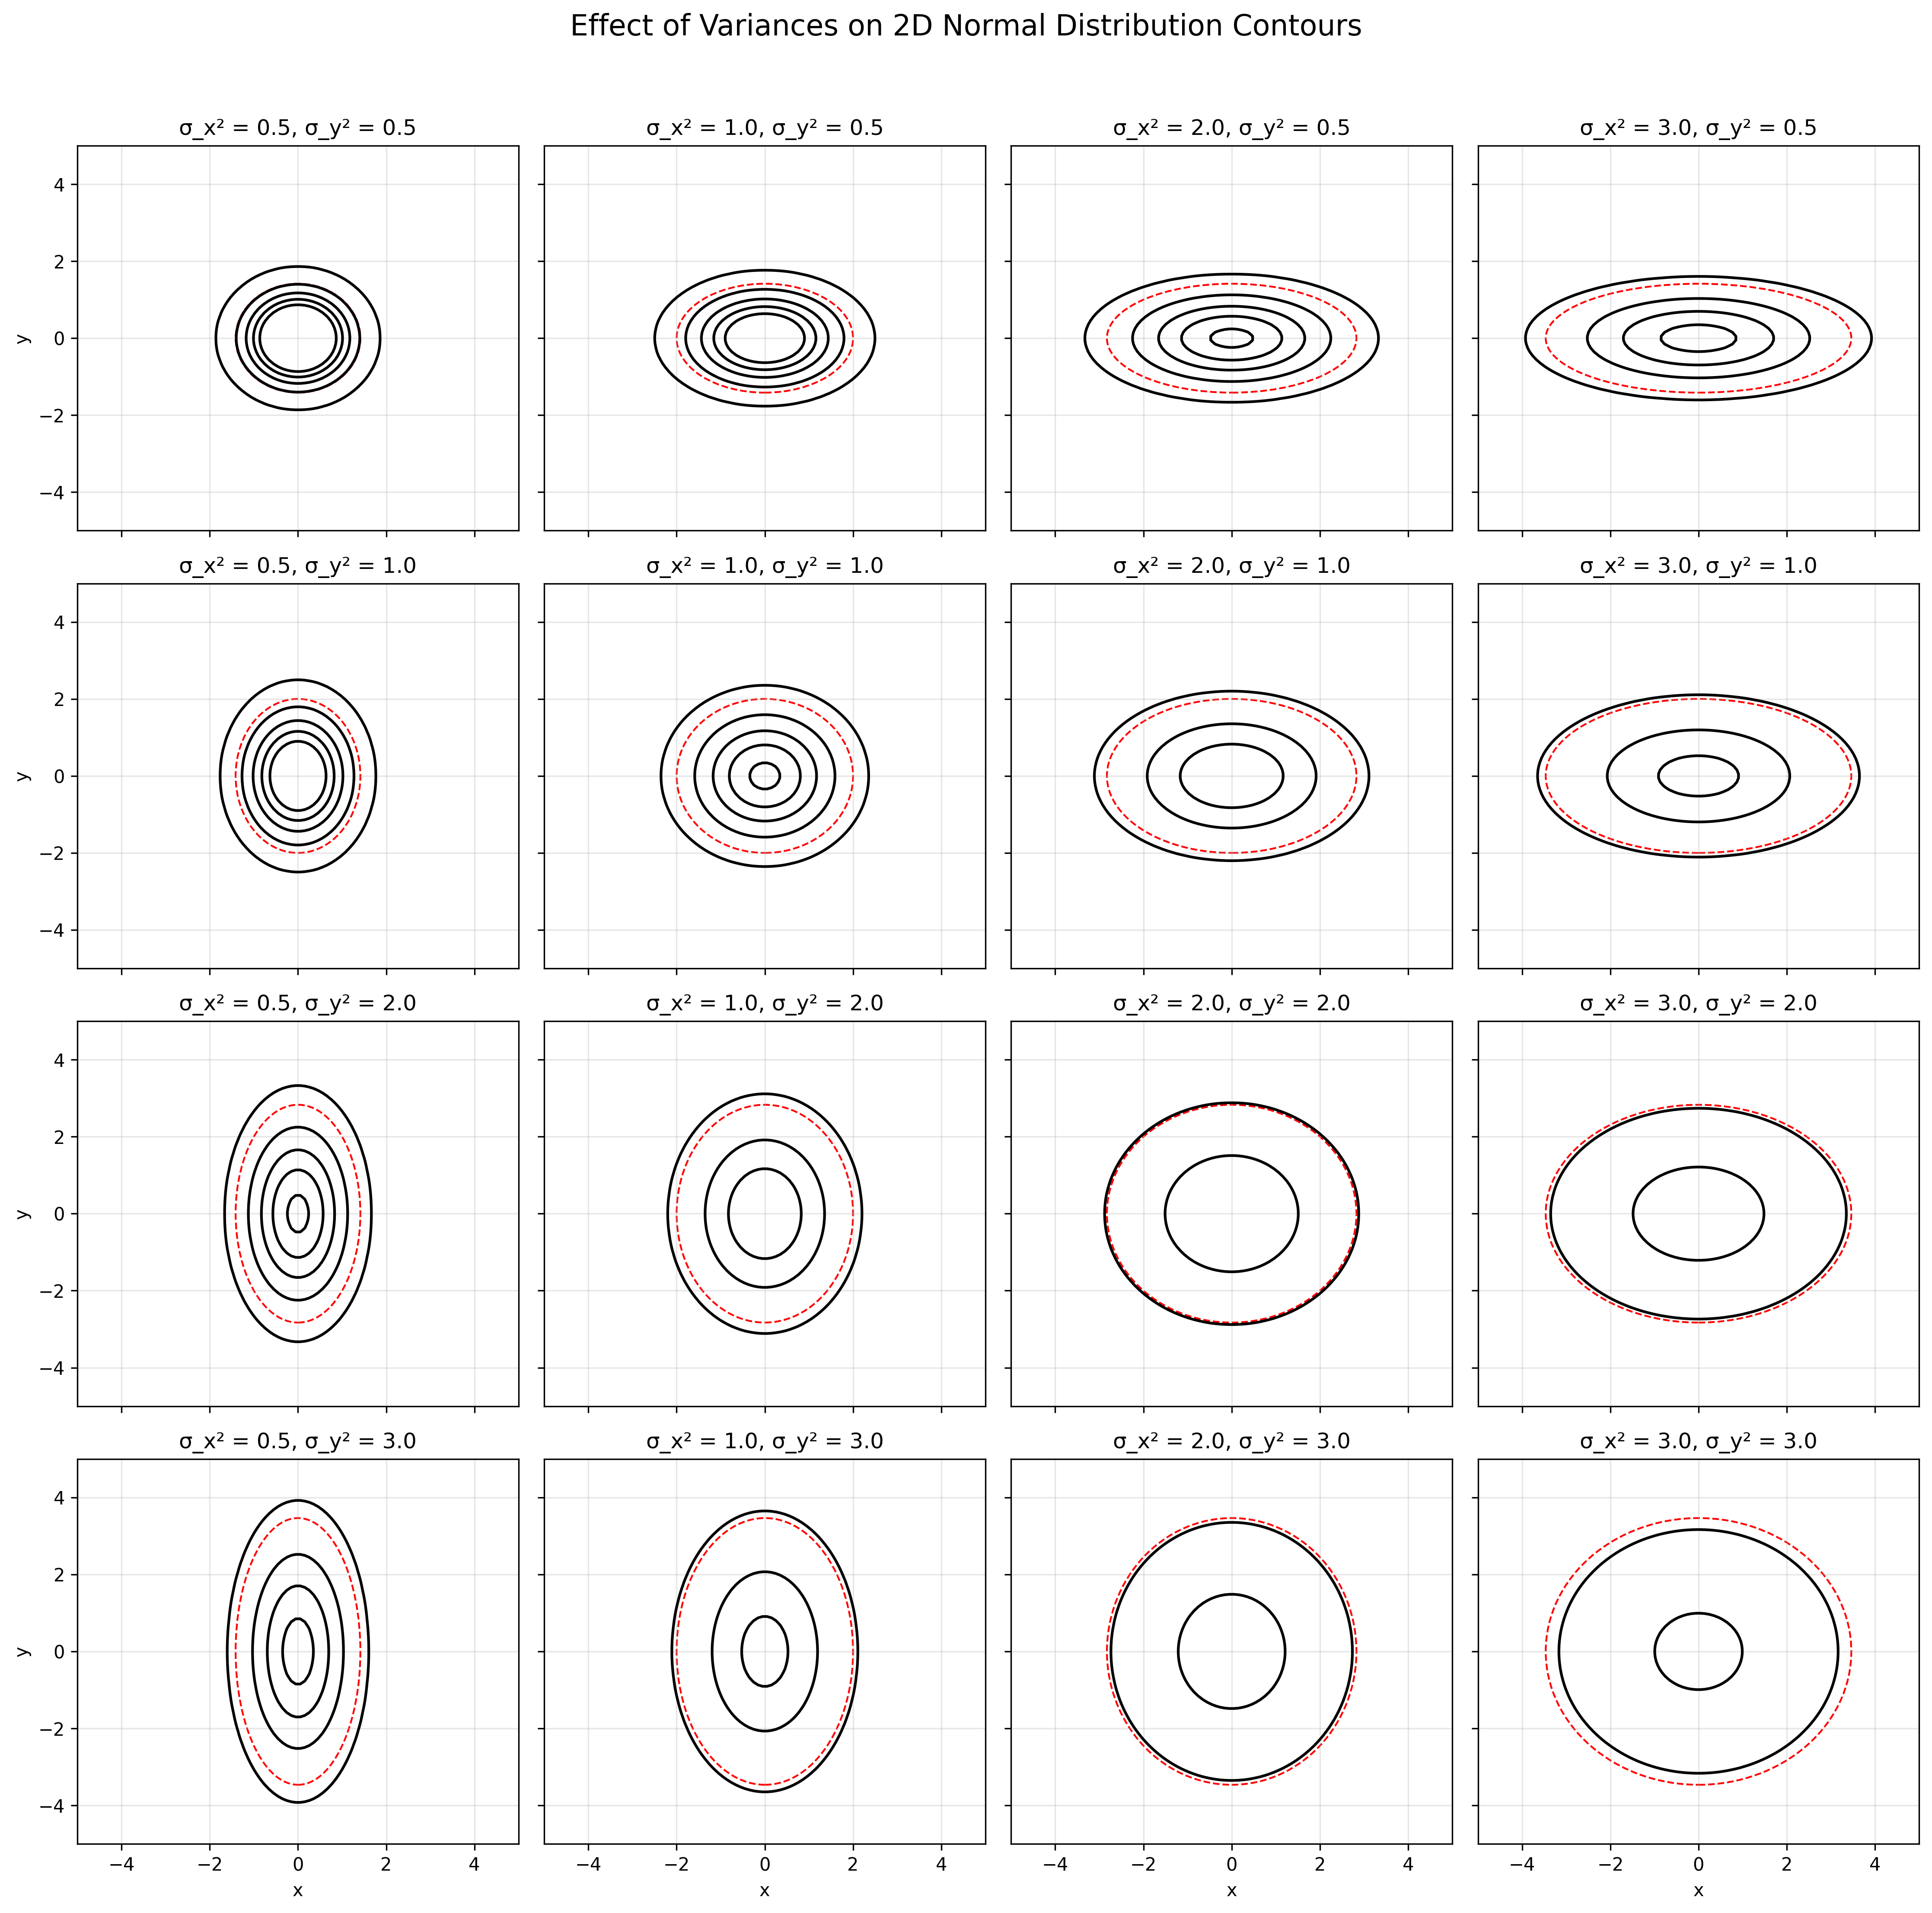 Effect of Variances on 2D Normal Distribution Contours
σ_x² = 0.5, σ_y² = 0.5
σ_x² = 1.0, σ_y² = 0.5
σ_x² = 2.0, σ_y² = 0.5
σ_x² = 3.0, σ_y² = 0.5
4
2
0
−2
−4
y
σ_x² = 0.5, σ_y² = 1.0
σ_x² = 1.0, σ_y² = 1.0
σ_x² = 2.0, σ_y² = 1.0
σ_x² = 3.0, σ_y² = 1.0
4
2
0
−2
−4
y
σ_x² = 0.5, σ_y² = 2.0
σ_x² = 1.0, σ_y² = 2.0
σ_x² = 2.0, σ_y² = 2.0
σ_x² = 3.0, σ_y² = 2.0
4
2
0
−2
−4
y
σ_x² = 0.5, σ_y² = 3.0
σ_x² = 1.0, σ_y² = 3.0
σ_x² = 2.0, σ_y² = 3.0
σ_x² = 3.0, σ_y² = 3.0
4
2
0
−2
−4
y
−4 −2 0 2 4
−4 −2 0 2 4
−4 −2 0 2 4
−4 −2 0 2 4
x
x
x
x